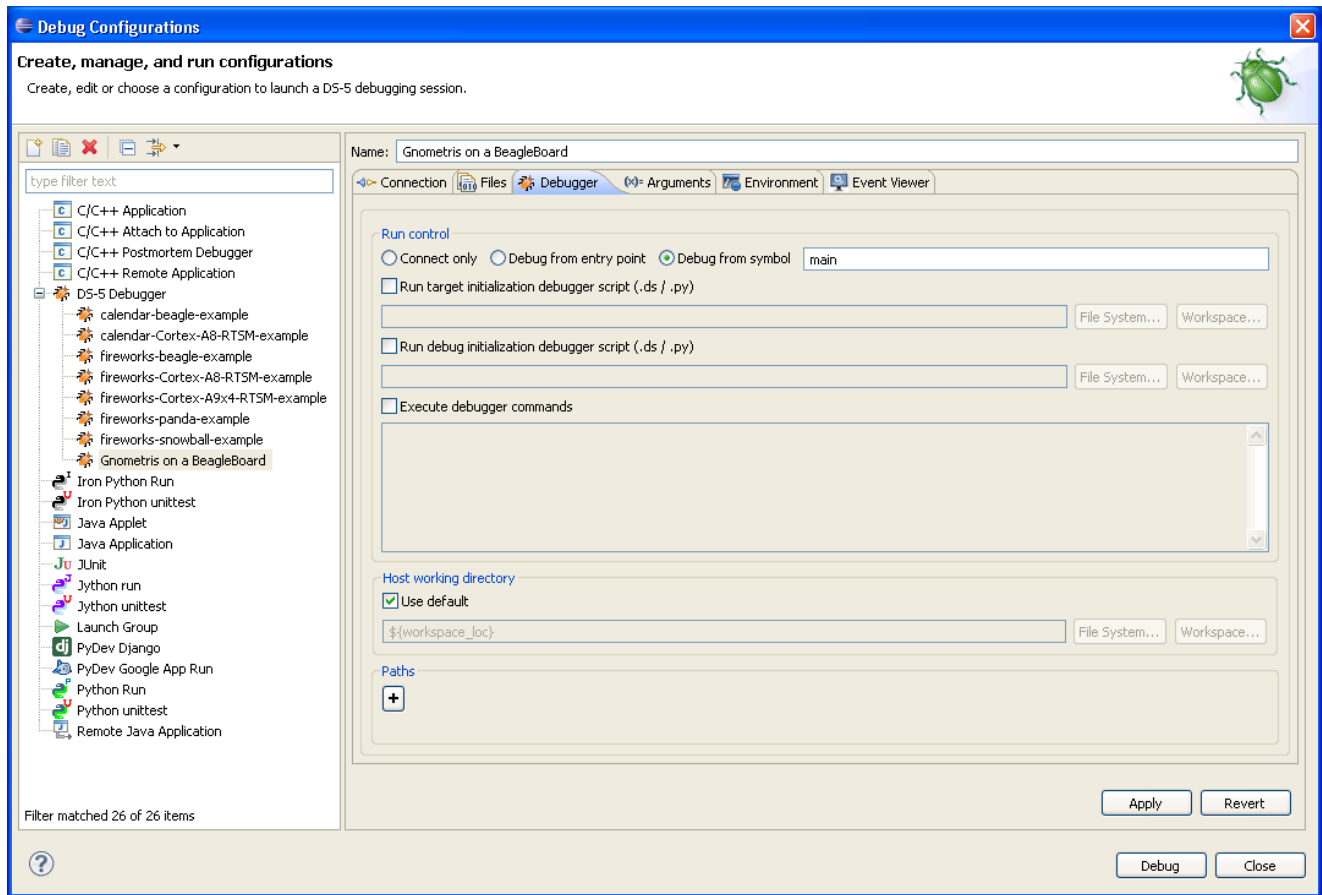 Debug Configurations
Create, manage, and run configurations
Create, edit or choose a configuration to launch a DS-5 debugging session.
type filter text
C/C++ Application
C/C++ Attach to Application
C/C++ Postmortem Debugger
C/C++ Remote Application
DS-5 Debugger
calendar-beagle-example
calendar-Cortex-A8-RTSM-example
fireworks-beagle-example
fireworks-Cortex-A8-RTSM-example
fireworks-Cortex-A9x4-RTSM-example
fireworks-panda-example
fireworks-snowball-example
Gnometris on a BeagleBoard
Iron Python Run
Iron Python unittest
Java Applet
Java Application
JUnit
Jython run
Jython unittest
Launch Group
PyDev Django
PyDev Google App Run
Python Run
Python unittest
Remote Java Application
Filter matched 26 of 26 items
Name: Gnometris on a BeagleBoard
Connection Files Debugger (x)= Arguments Environment Event Viewer
Run control
Connect only Debug from entry point Debug from symbol main
Run target initialization debugger script (.ds / .py)
File System... Workspace...
Run debug initialization debugger script (.ds / .py)
File System... Workspace...
Execute debugger commands
Host working directory
Use default
${workspace_loc} File System... Workspace...
Paths
+
Apply Revert
? Debug Close